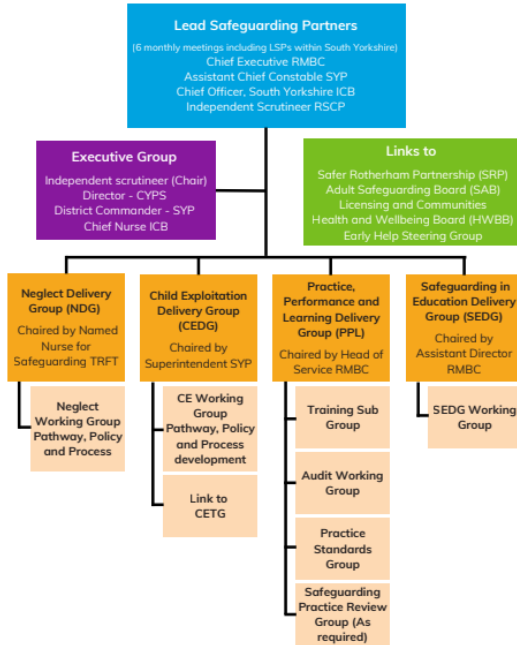 Lead Safeguarding Partners
(6 monthly meetings including LSPs within South Yorkshire)
Chief Executive RMBC
Assistant Chief Constable SYP
Chief Officer, South Yorkshire ICB
Independent Scrutineer RSCP
Executive Group
Independent scrutineer (Chair)
Director - CYPS
District Commander - SYP
Chief Nurse ICB
Links to
Safer Rotherham Partnership (SRP)
Adult Safeguarding Board (SAB)
Licensing and Communities
Health and Wellbeing Board (HWBB)
Early Help Steering Group
Neglect Delivery
Group (NDG)
Chaired by Named
Nurse for
Safeguarding TRFT
Neglect
Working Group
Pathway, Policy
and Process
Child Exploitation
Delivery Group
(CEDG)
Chaired by
Superintendent SYP
CE Working
Group
Pathway, Policy
and Process
development
Link to
CETG
Practice,
Performance and
Learning Delivery
Group (PPL)
Chaired by Head of
Service RMBC
Training Sub
Group
Audit Working
Group
Practice
Standards
Group
Safeguarding
Practice Review
Group (As
required)
Safeguarding in
Education Delivery
Group (SEDG)
Chaired by
Assistant Director
RMBC
SEDG Working
Group